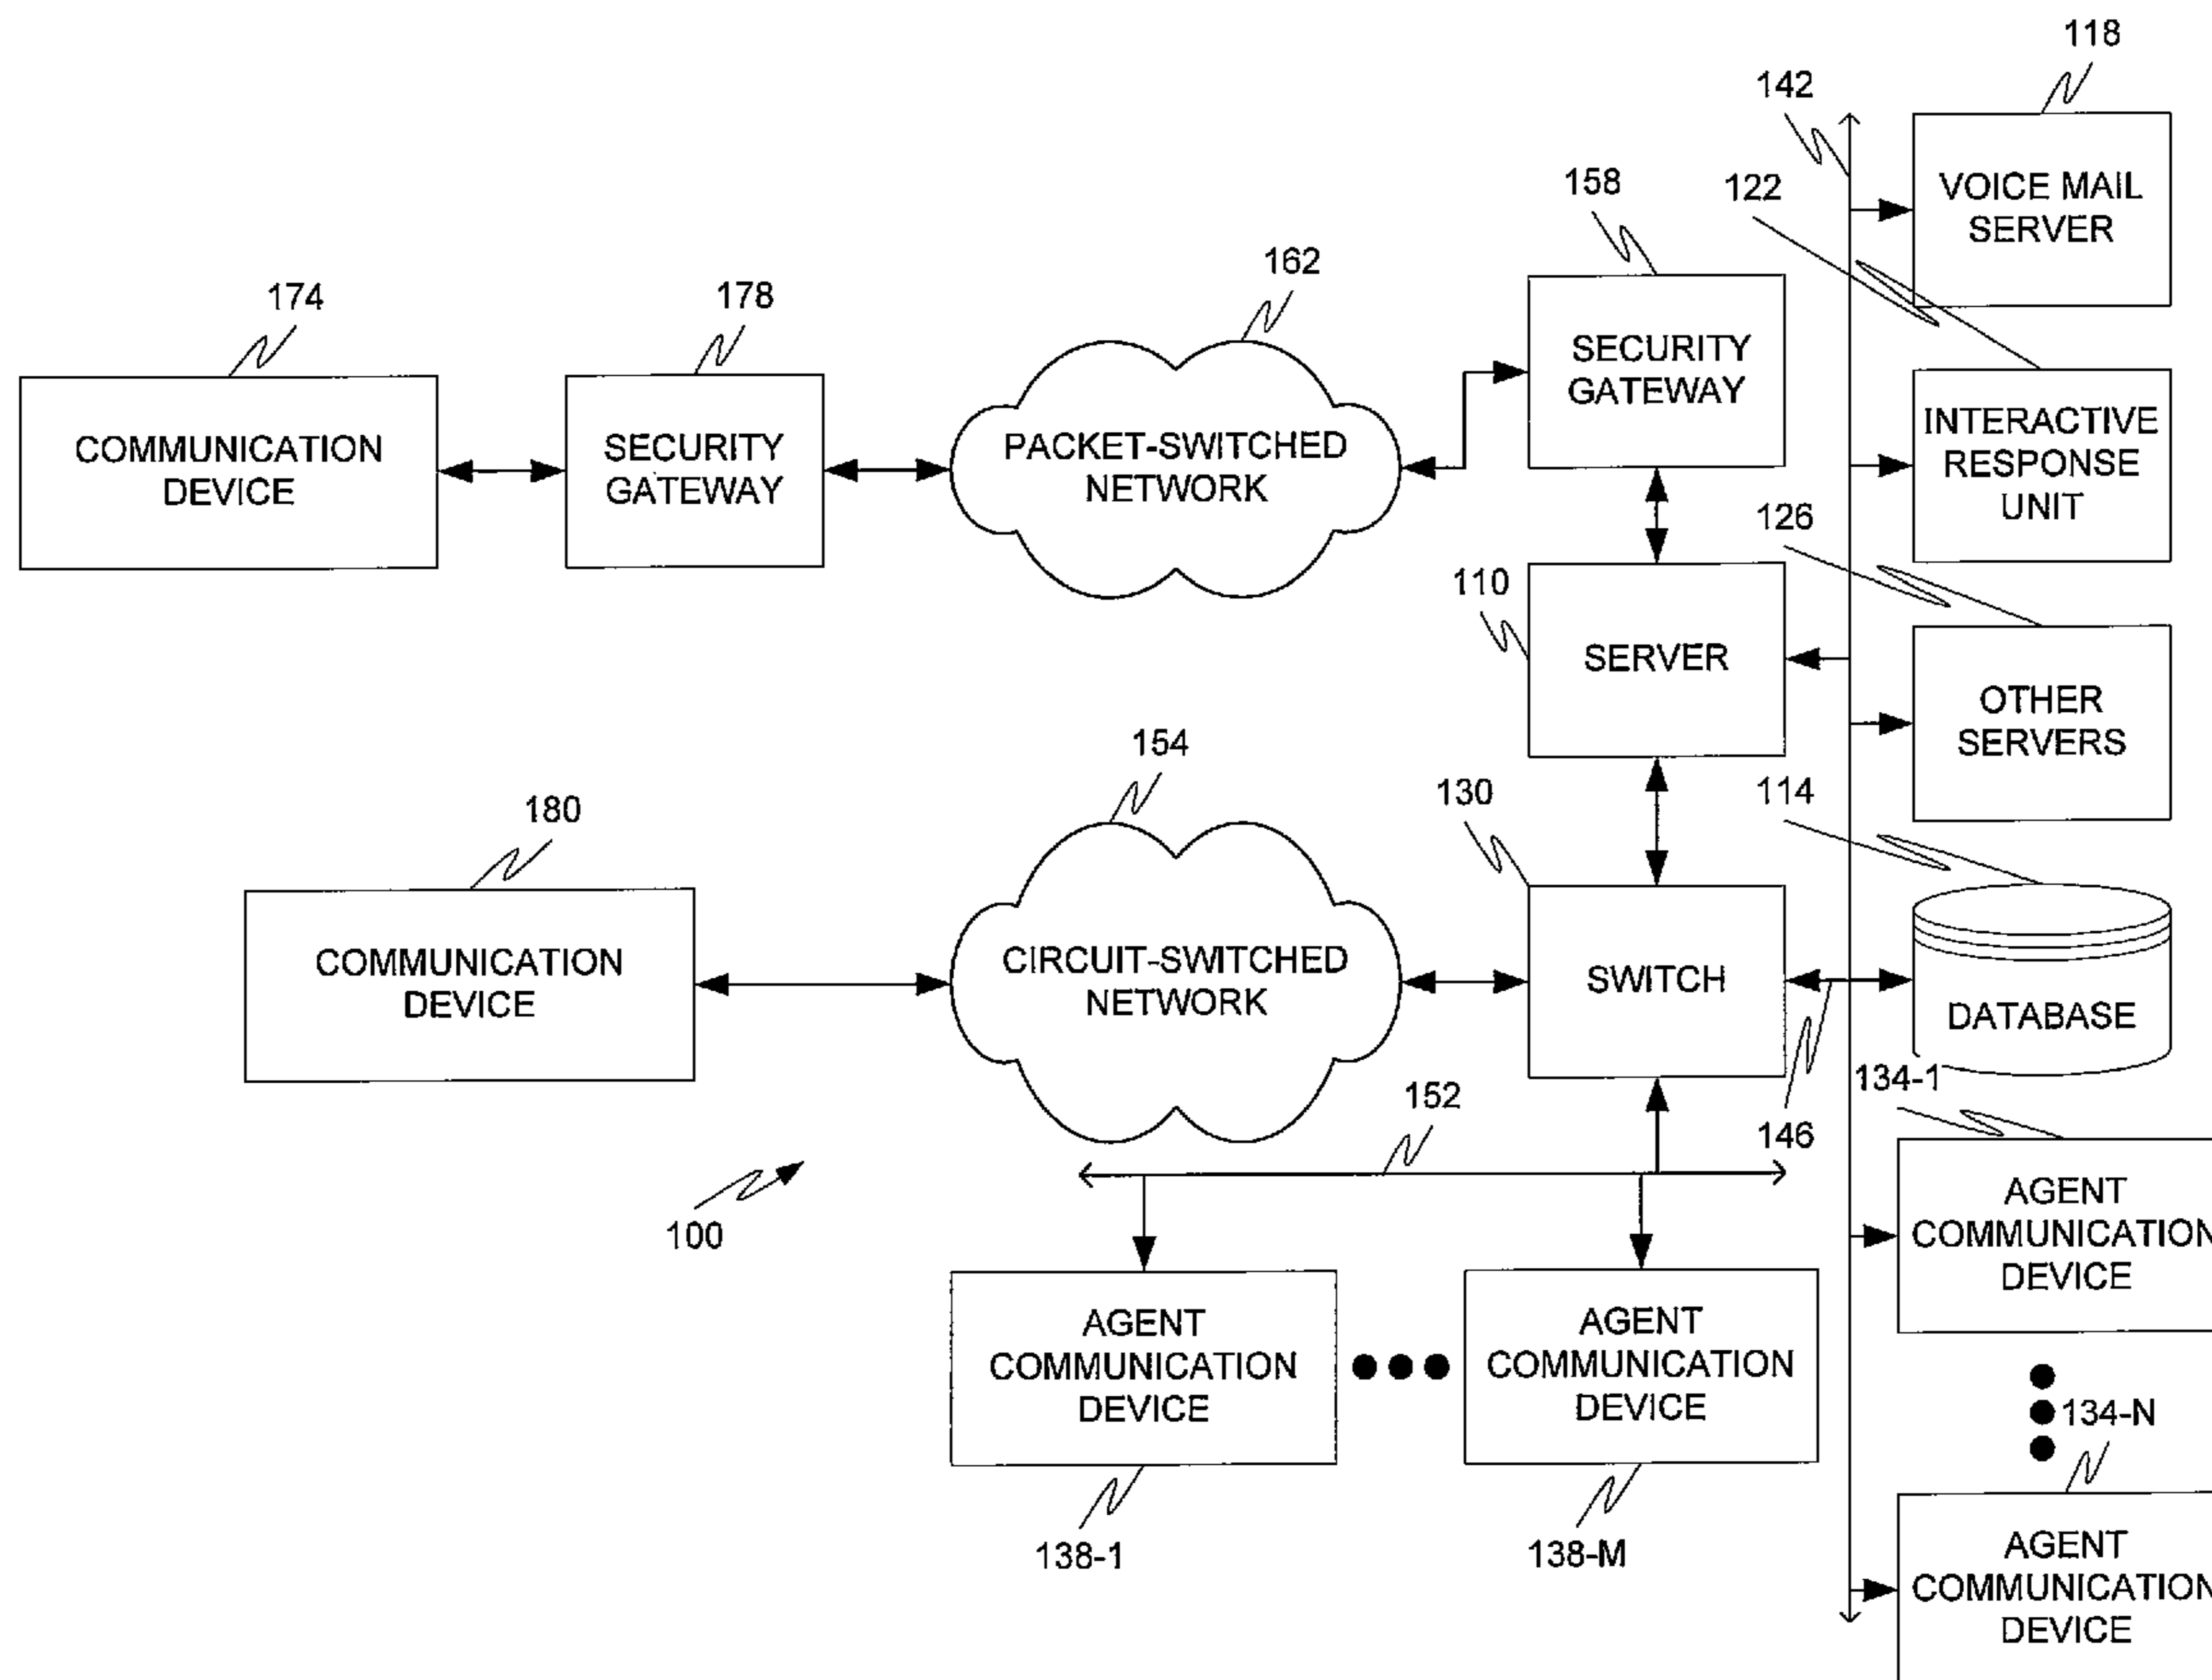 118
142
158
122
VOICE MAIL
SERVER
162
174
178
SECURITY
GATEWAY
COMMUNICATION
DEVICE
SECURITY
GATEWAY
PACKET-SWITCHED
NETWORK
INTERACTIVE
RESPONSE
UNIT
126
110
SERVER
OTHER
SERVERS
154
130
114
180
COMMUNICATION
DEVICE
CIRCUIT-SWITCHED
NETWORK
SWITCH
DATABASE
134-1
152
146
100
AGENT
COMMUNICATION
DEVICE
AGENT
COMMUNICATION
DEVICE
AGENT
COMMUNICATION
DEVICE
134-N
138-1
138-M
AGENT
COMMUNICATION
DEVICE